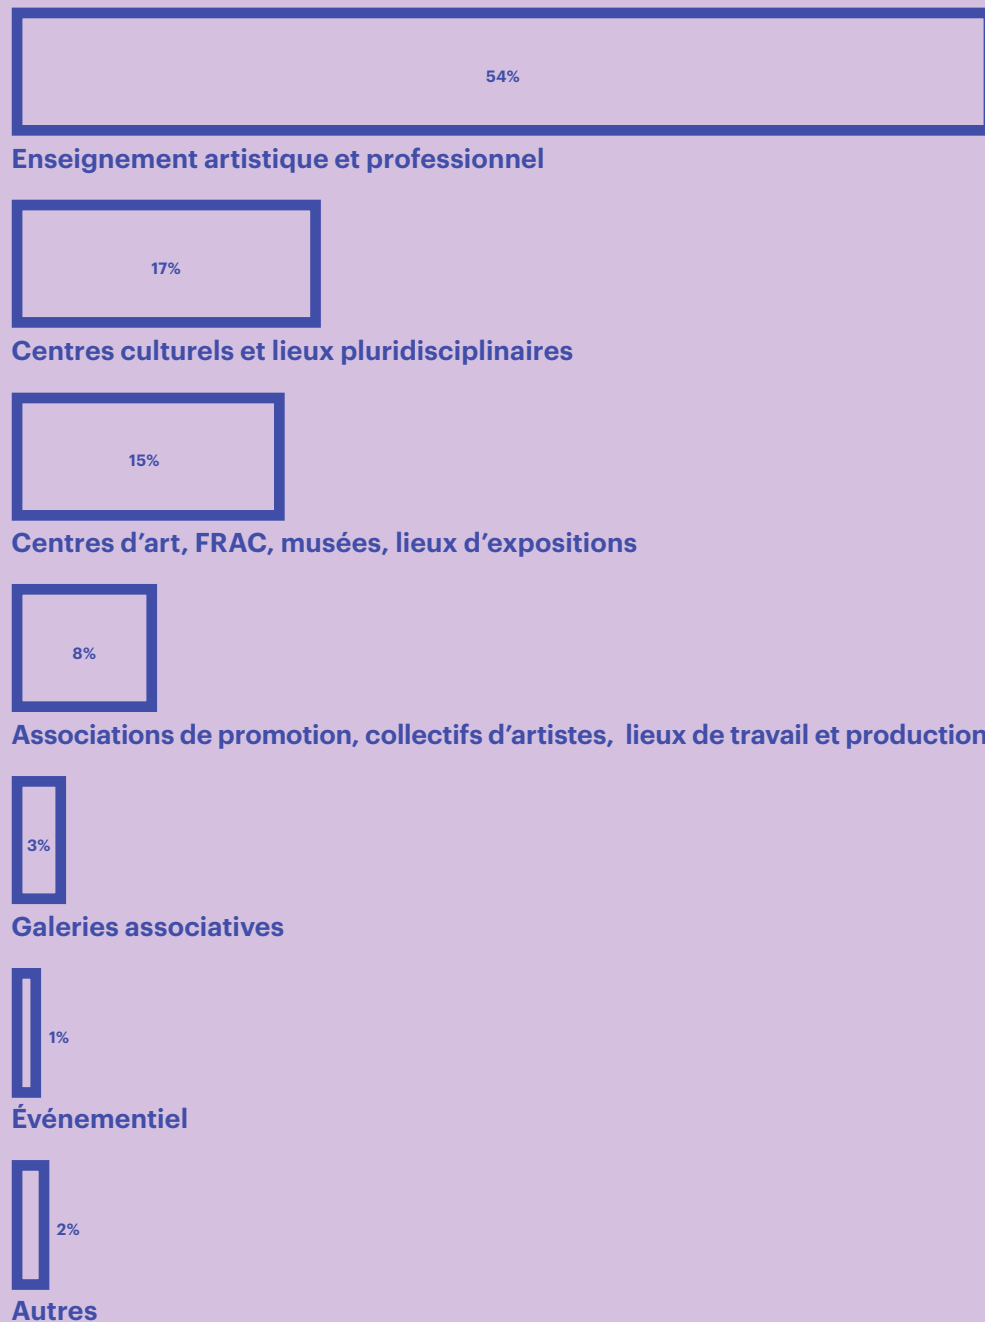 54%
Enseignement artistique et professionnel
17%
Centres culturels et lieux pluridisciplinaires
15%
Centres d’art, FRAC, musées, lieux d’expositions
8%
Associations de promotion, collectifs d’artistes, lieux de travail et production
3%
Galeries associatives
1%
Événementiel
2%
Autres